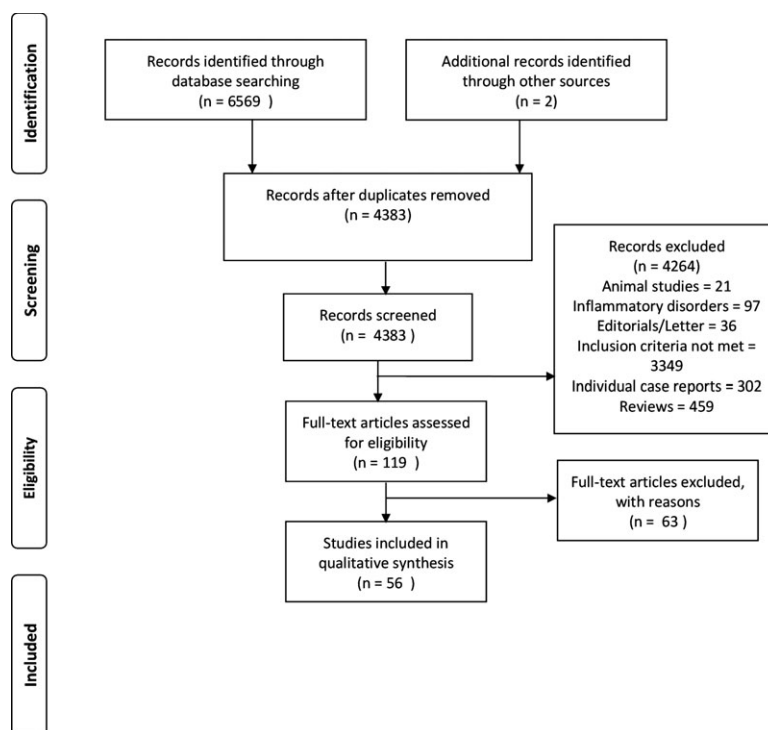 Identification
Records identified through
database searching
(n = 6569 )
Additional records identified
through other sources
(n = 2)
Screening
Records after duplicates removed
(n = 4383)
Records screened
(n = 4383 )
Records excluded
(n = 4264)
Animal studies = 21
Inflammatory disorders = 97
Editorials/Letter = 36
Inclusion criteria not met =
3349
Individual case reports = 302
Reviews = 459
Eligibility
Full-text articles assessed
for eligibility
(n = 119 )
Full-text articles excluded,
with reasons
(n = 63 )
Included
Studies included in
qualitative synthesis
(n = 56 )